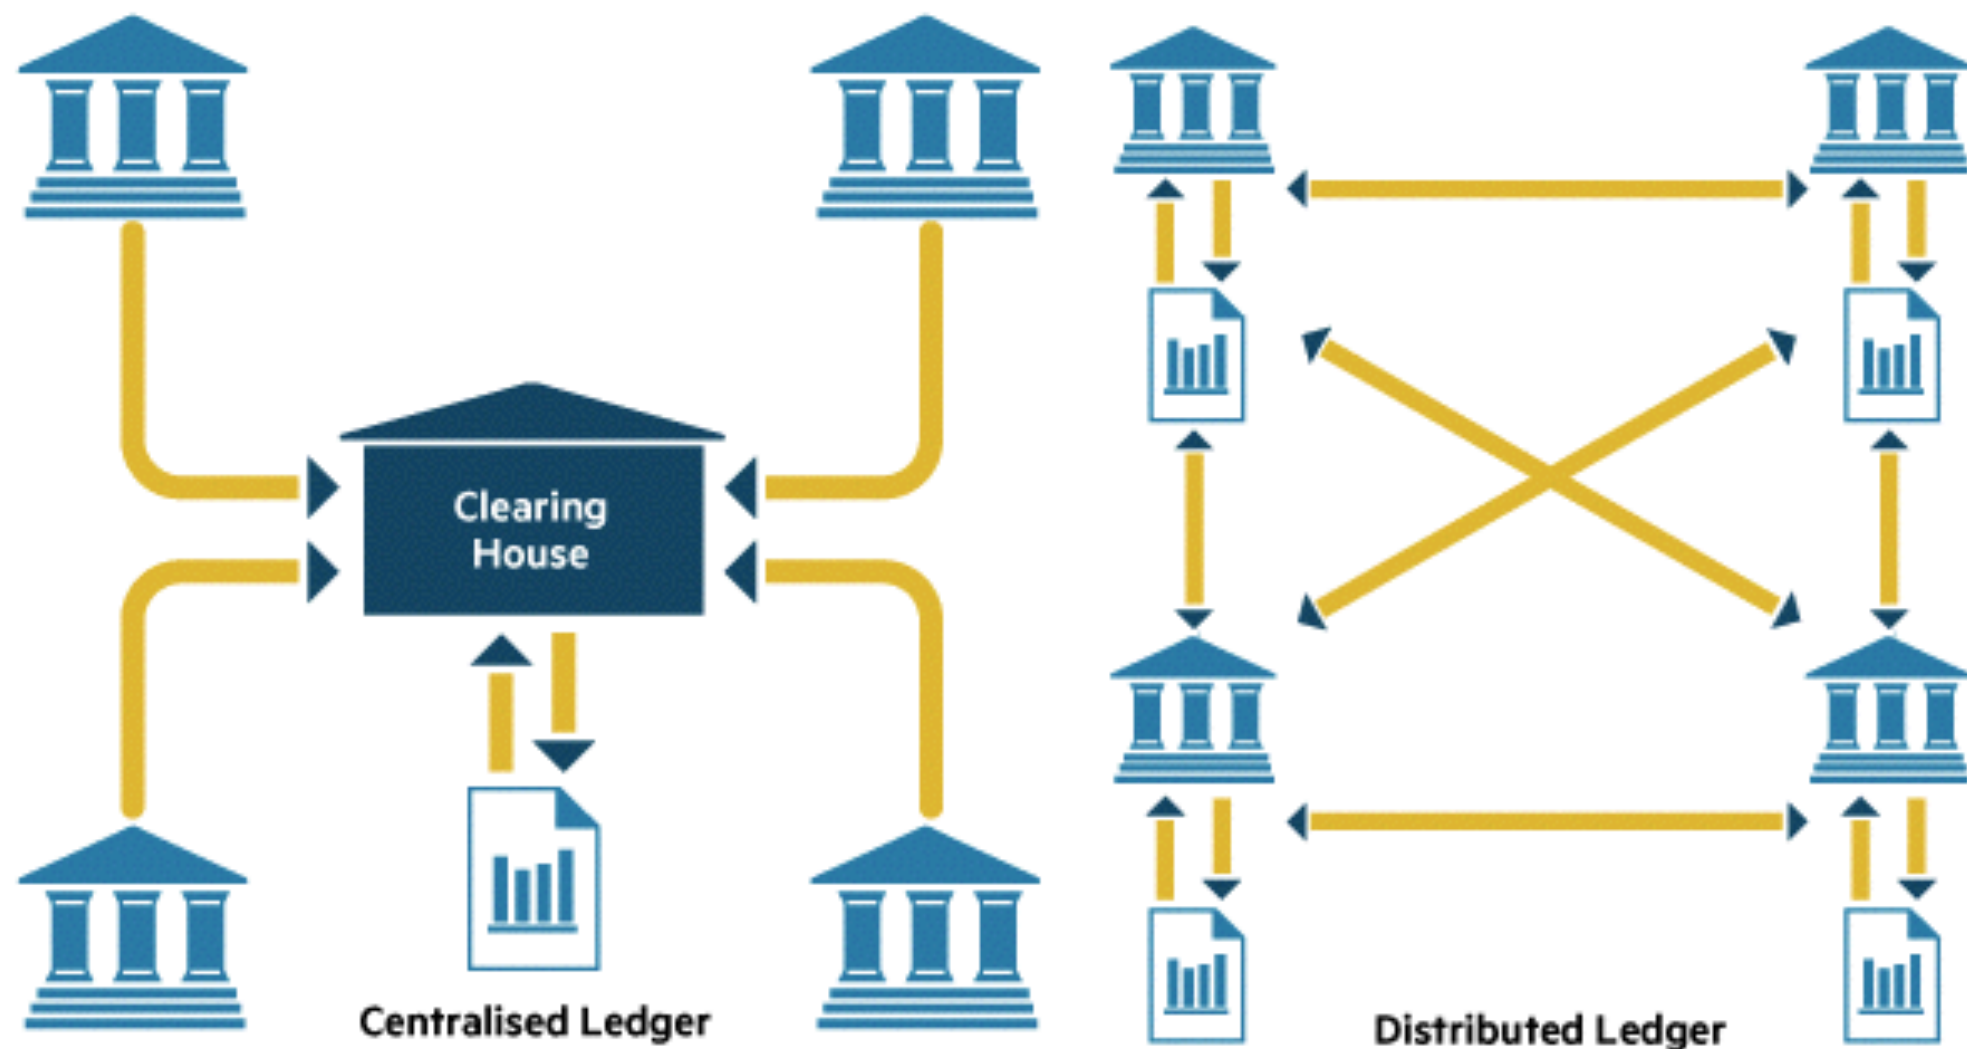 Clearing
House
Centralised Ledger
Distributed Ledger